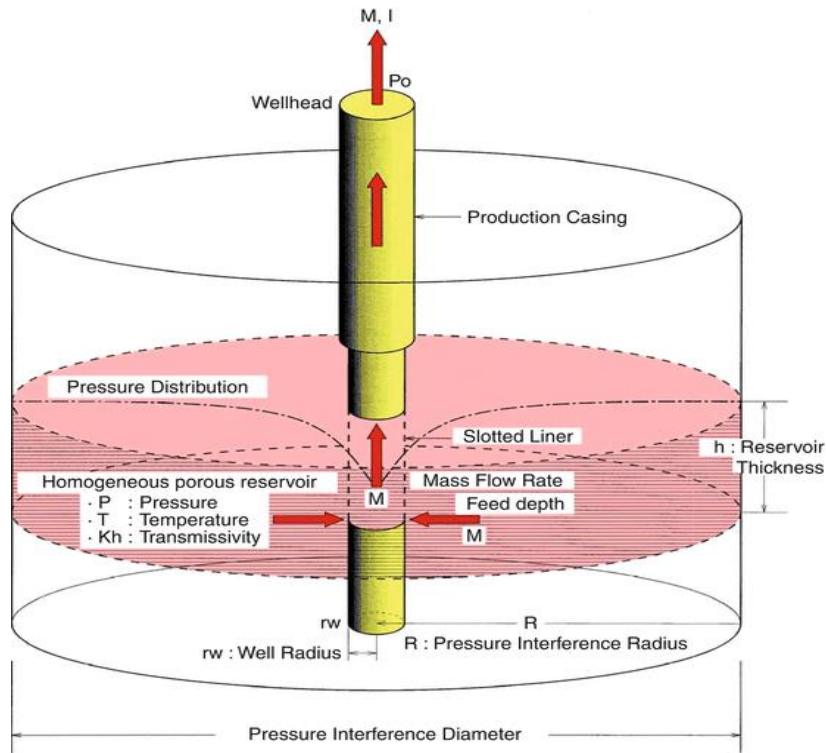 M, I
Po
Wellhead
Production Casing
Pressure Distribution
Slotted Liner
h : Reservoir
Thickness
Homogeneous porous reservoir
· P : Pressure
· T : Temperature
· Kh : Transmissivity
M
Mass Flow Rate
Feed depth
M
rw
R
R : Pressure Interference Radius
rw : Well Radius
Pressure Interference Diameter